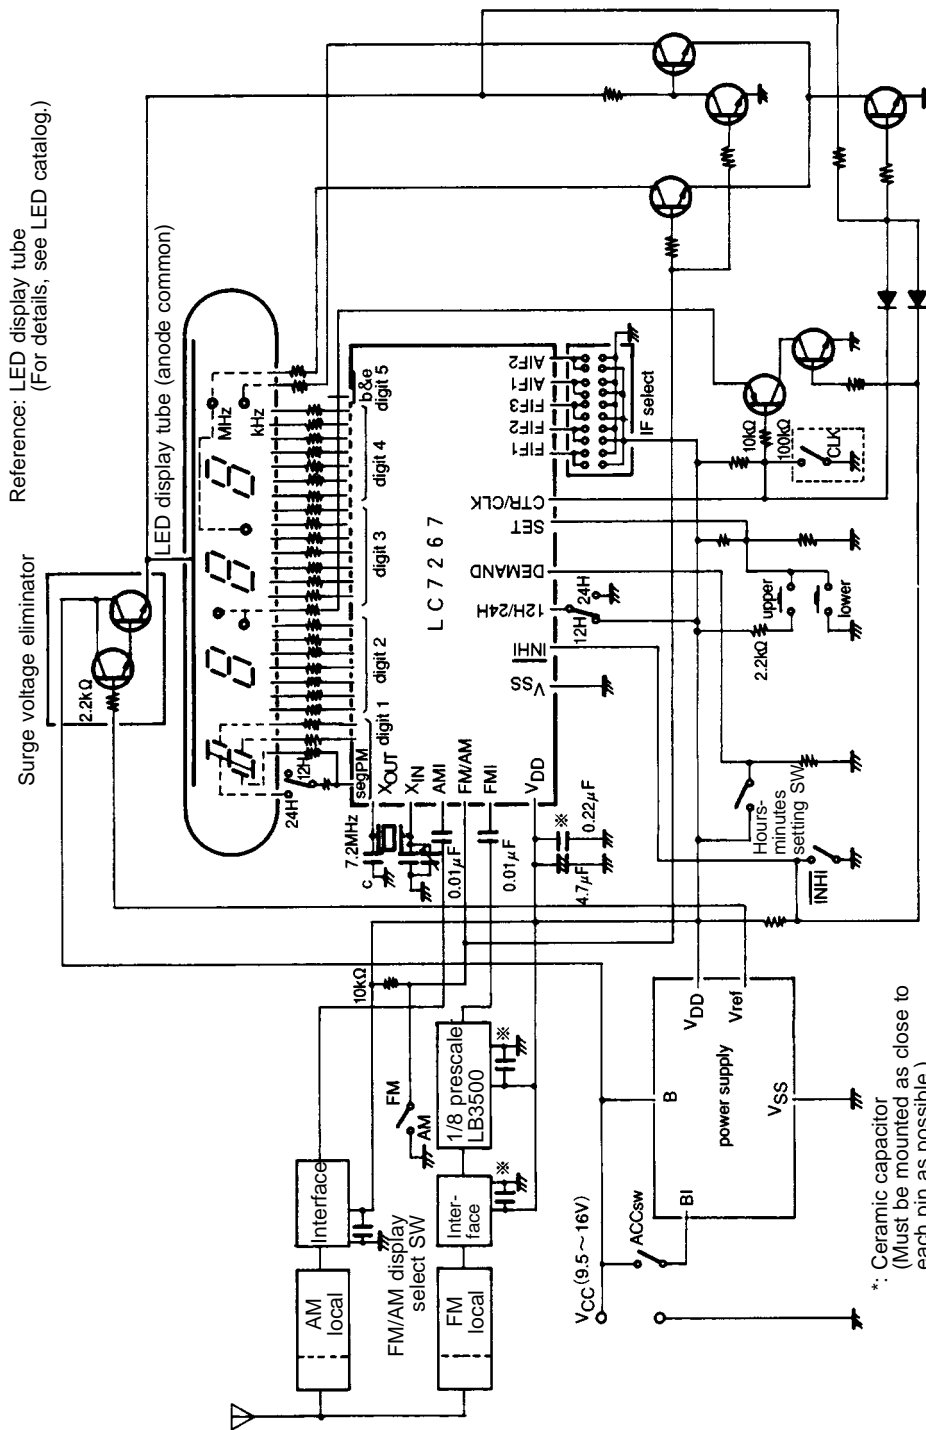 Reference: LED display tube
(For details, see LED catalog.)
Surge voltage eliminator
2.2kΩ
LED display tube (anode common)
MHz
kHz
24H
12H
segPM
digit 1
digit 2
digit 3
digit 4
b&e
digit 5
LC7267
XOUT
XIN
AMI
FM/AM
FMI
VDD
VSS
INHI
12H/24H
DEMAND
SET
CTR/CLK
FIF1
FIF2
FIF3
AIF1
AIF2
IF select
7.2MHz
c
0.01μF
0.01μF
4.7μF
※
0.22μF
12H
24H
10kΩ
100kΩ
CLK
upper
lower
2.2kΩ
Hours-
minutes
setting SW
INHI
10kΩ
FM
AM
FM/AM display
select SW
AM
local
Interface
FM
local
Inter-
face
※
1/8 prescale
LB3500
※
VCC(9.5~16V)
ACCsw
B
BI
VDD
Vref
power supply
VSS
*: Ceramic capacitor
(Must be mounted as close to
each pin as possible.)